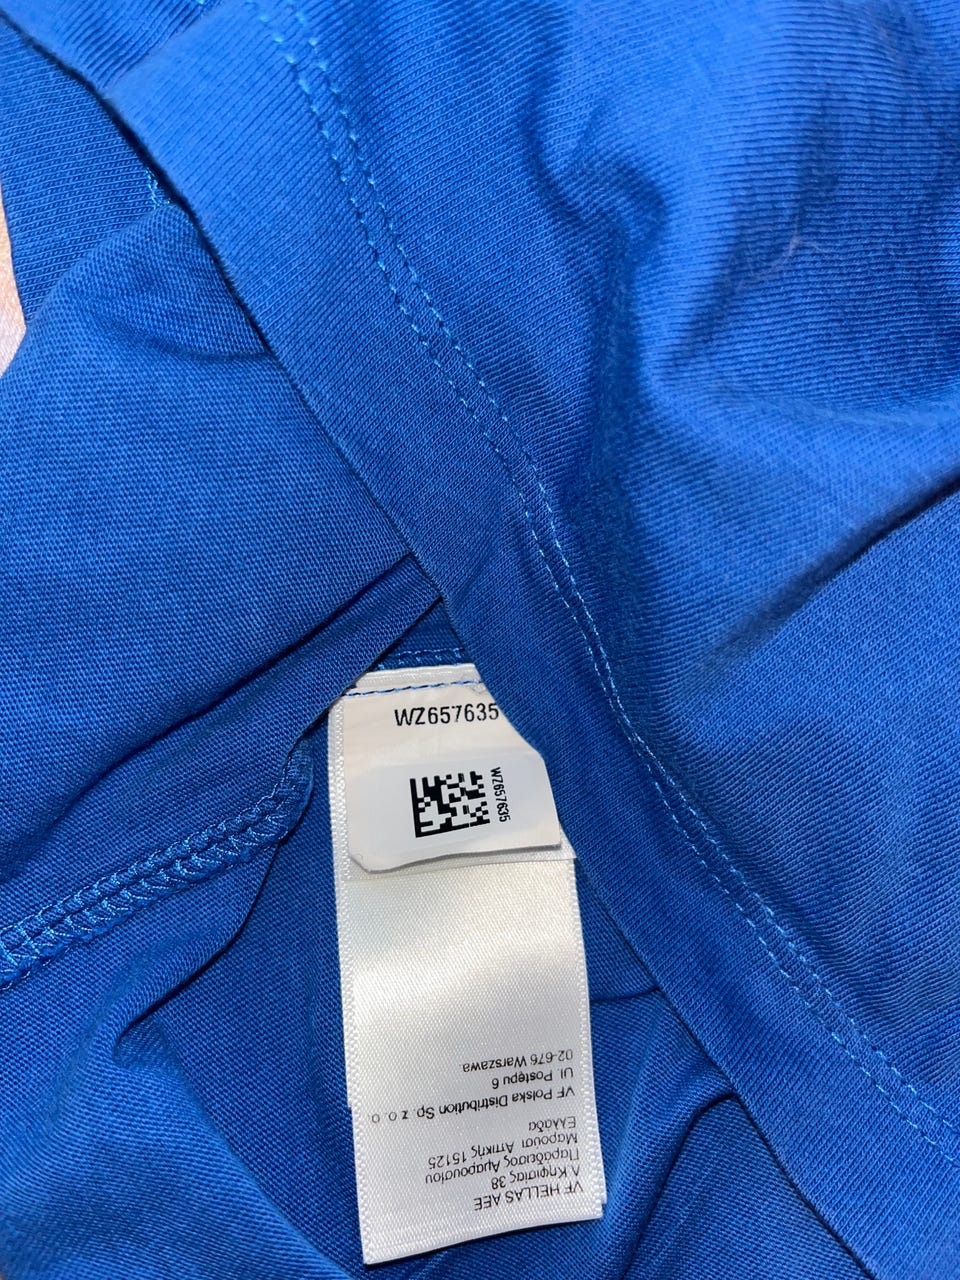 WZ657635
WZ657635
VF HELLAS AEE
Λ Κηφισίας 38
Παράδεισος Αμαρουσίου
Μαρούσι Αττικής 15125
Ελλάδα
VF Polska Distribution Sp. z o.o.
Ul. Postępu 6
02-676 Warszawa